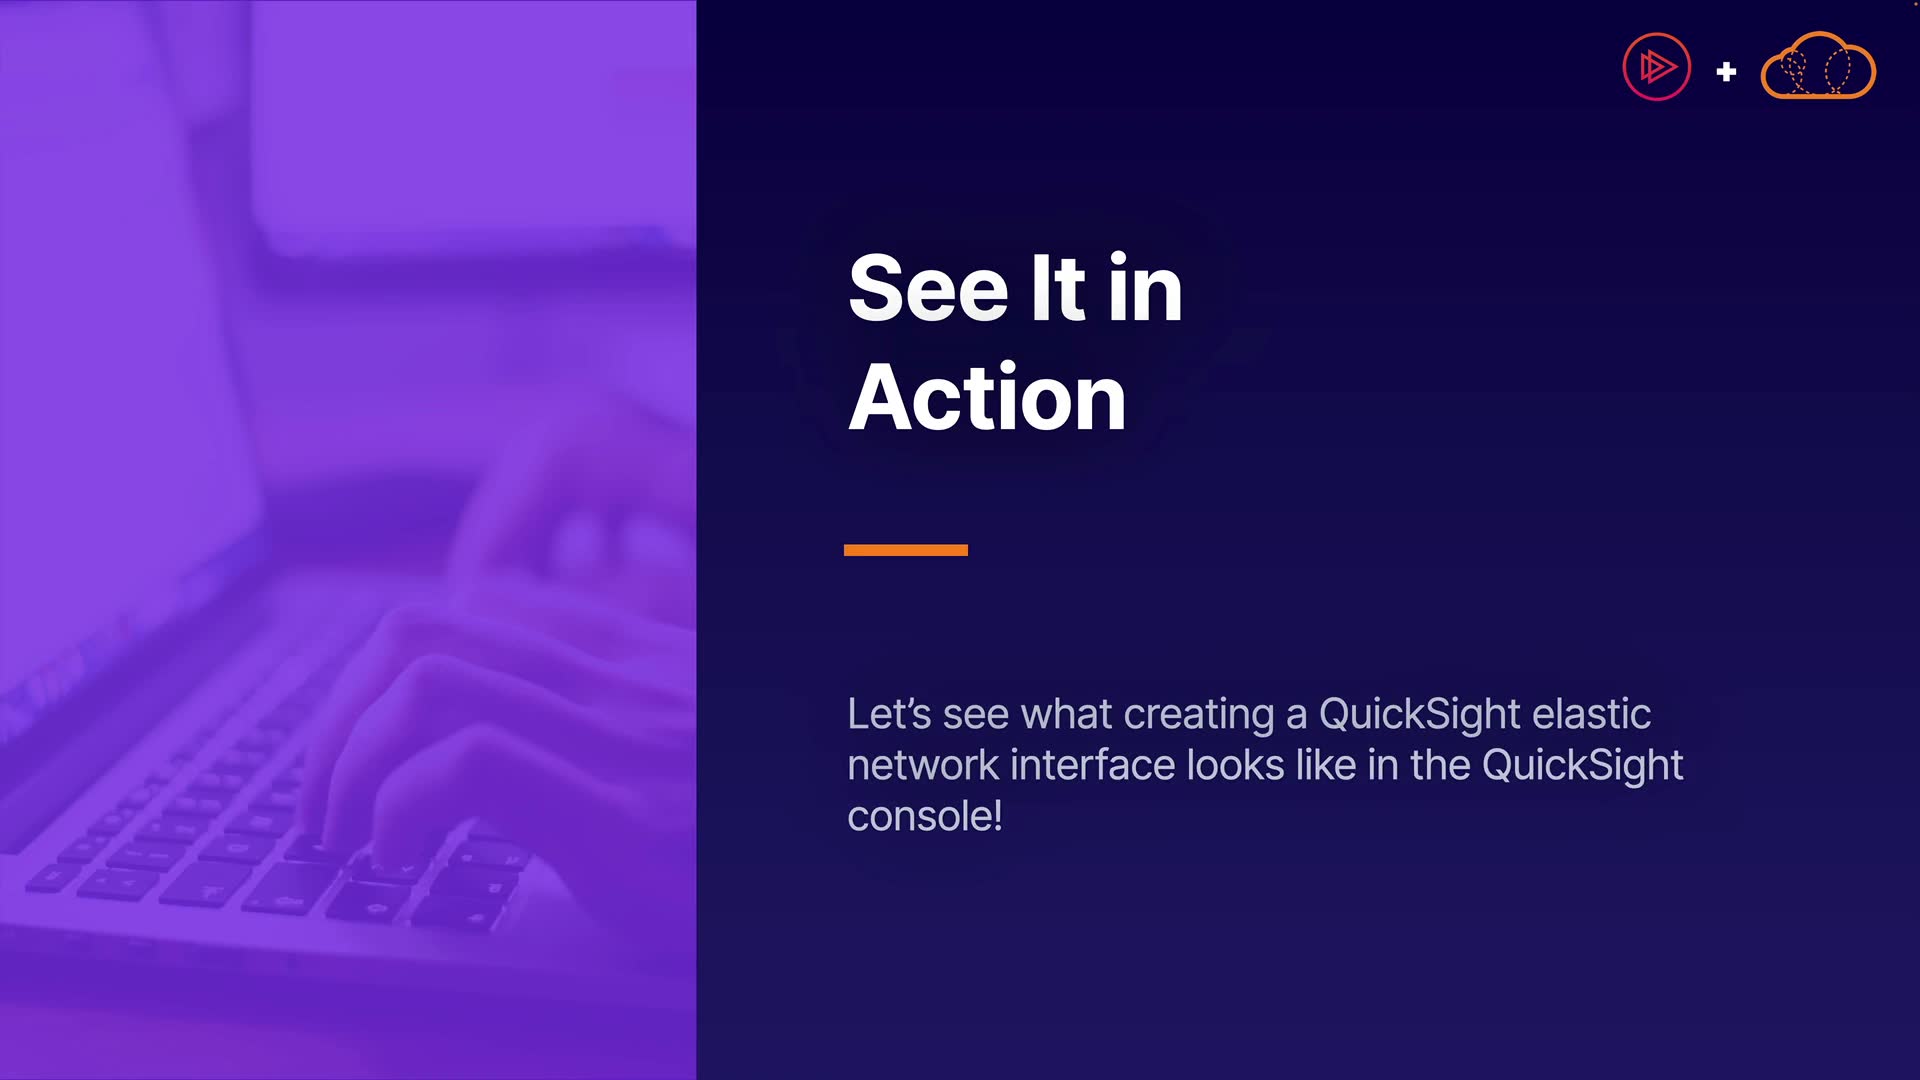 See It in
Action
Let’s see what creating a QuickSight elastic
network interface looks like in the QuickSight
console!